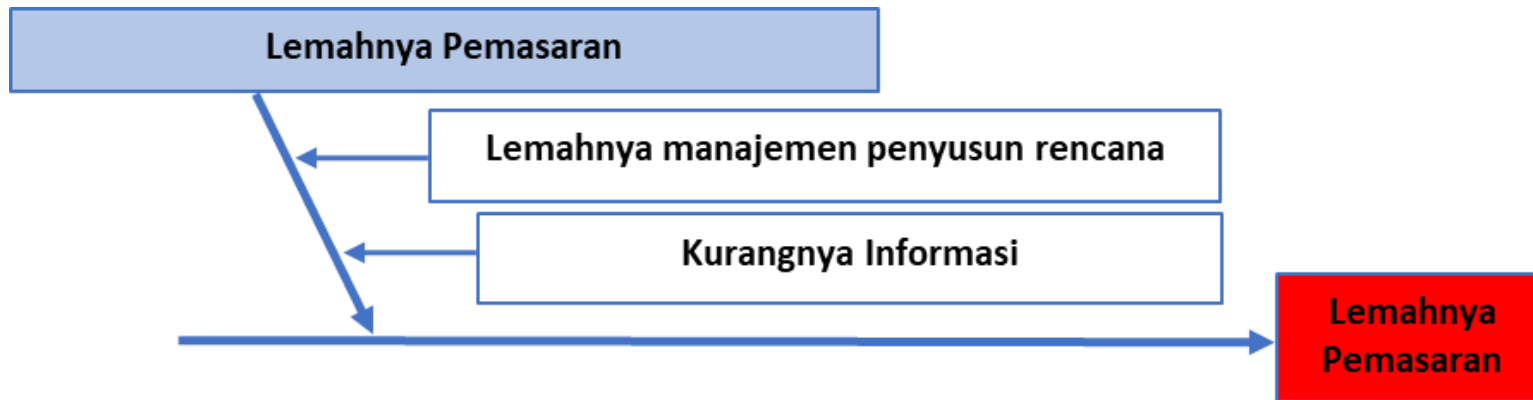 Lemahnya Pemasaran
Lemahnya manajemen penyusun rencana
Kurangnya Informasi
Lemahnya
Pemasaran